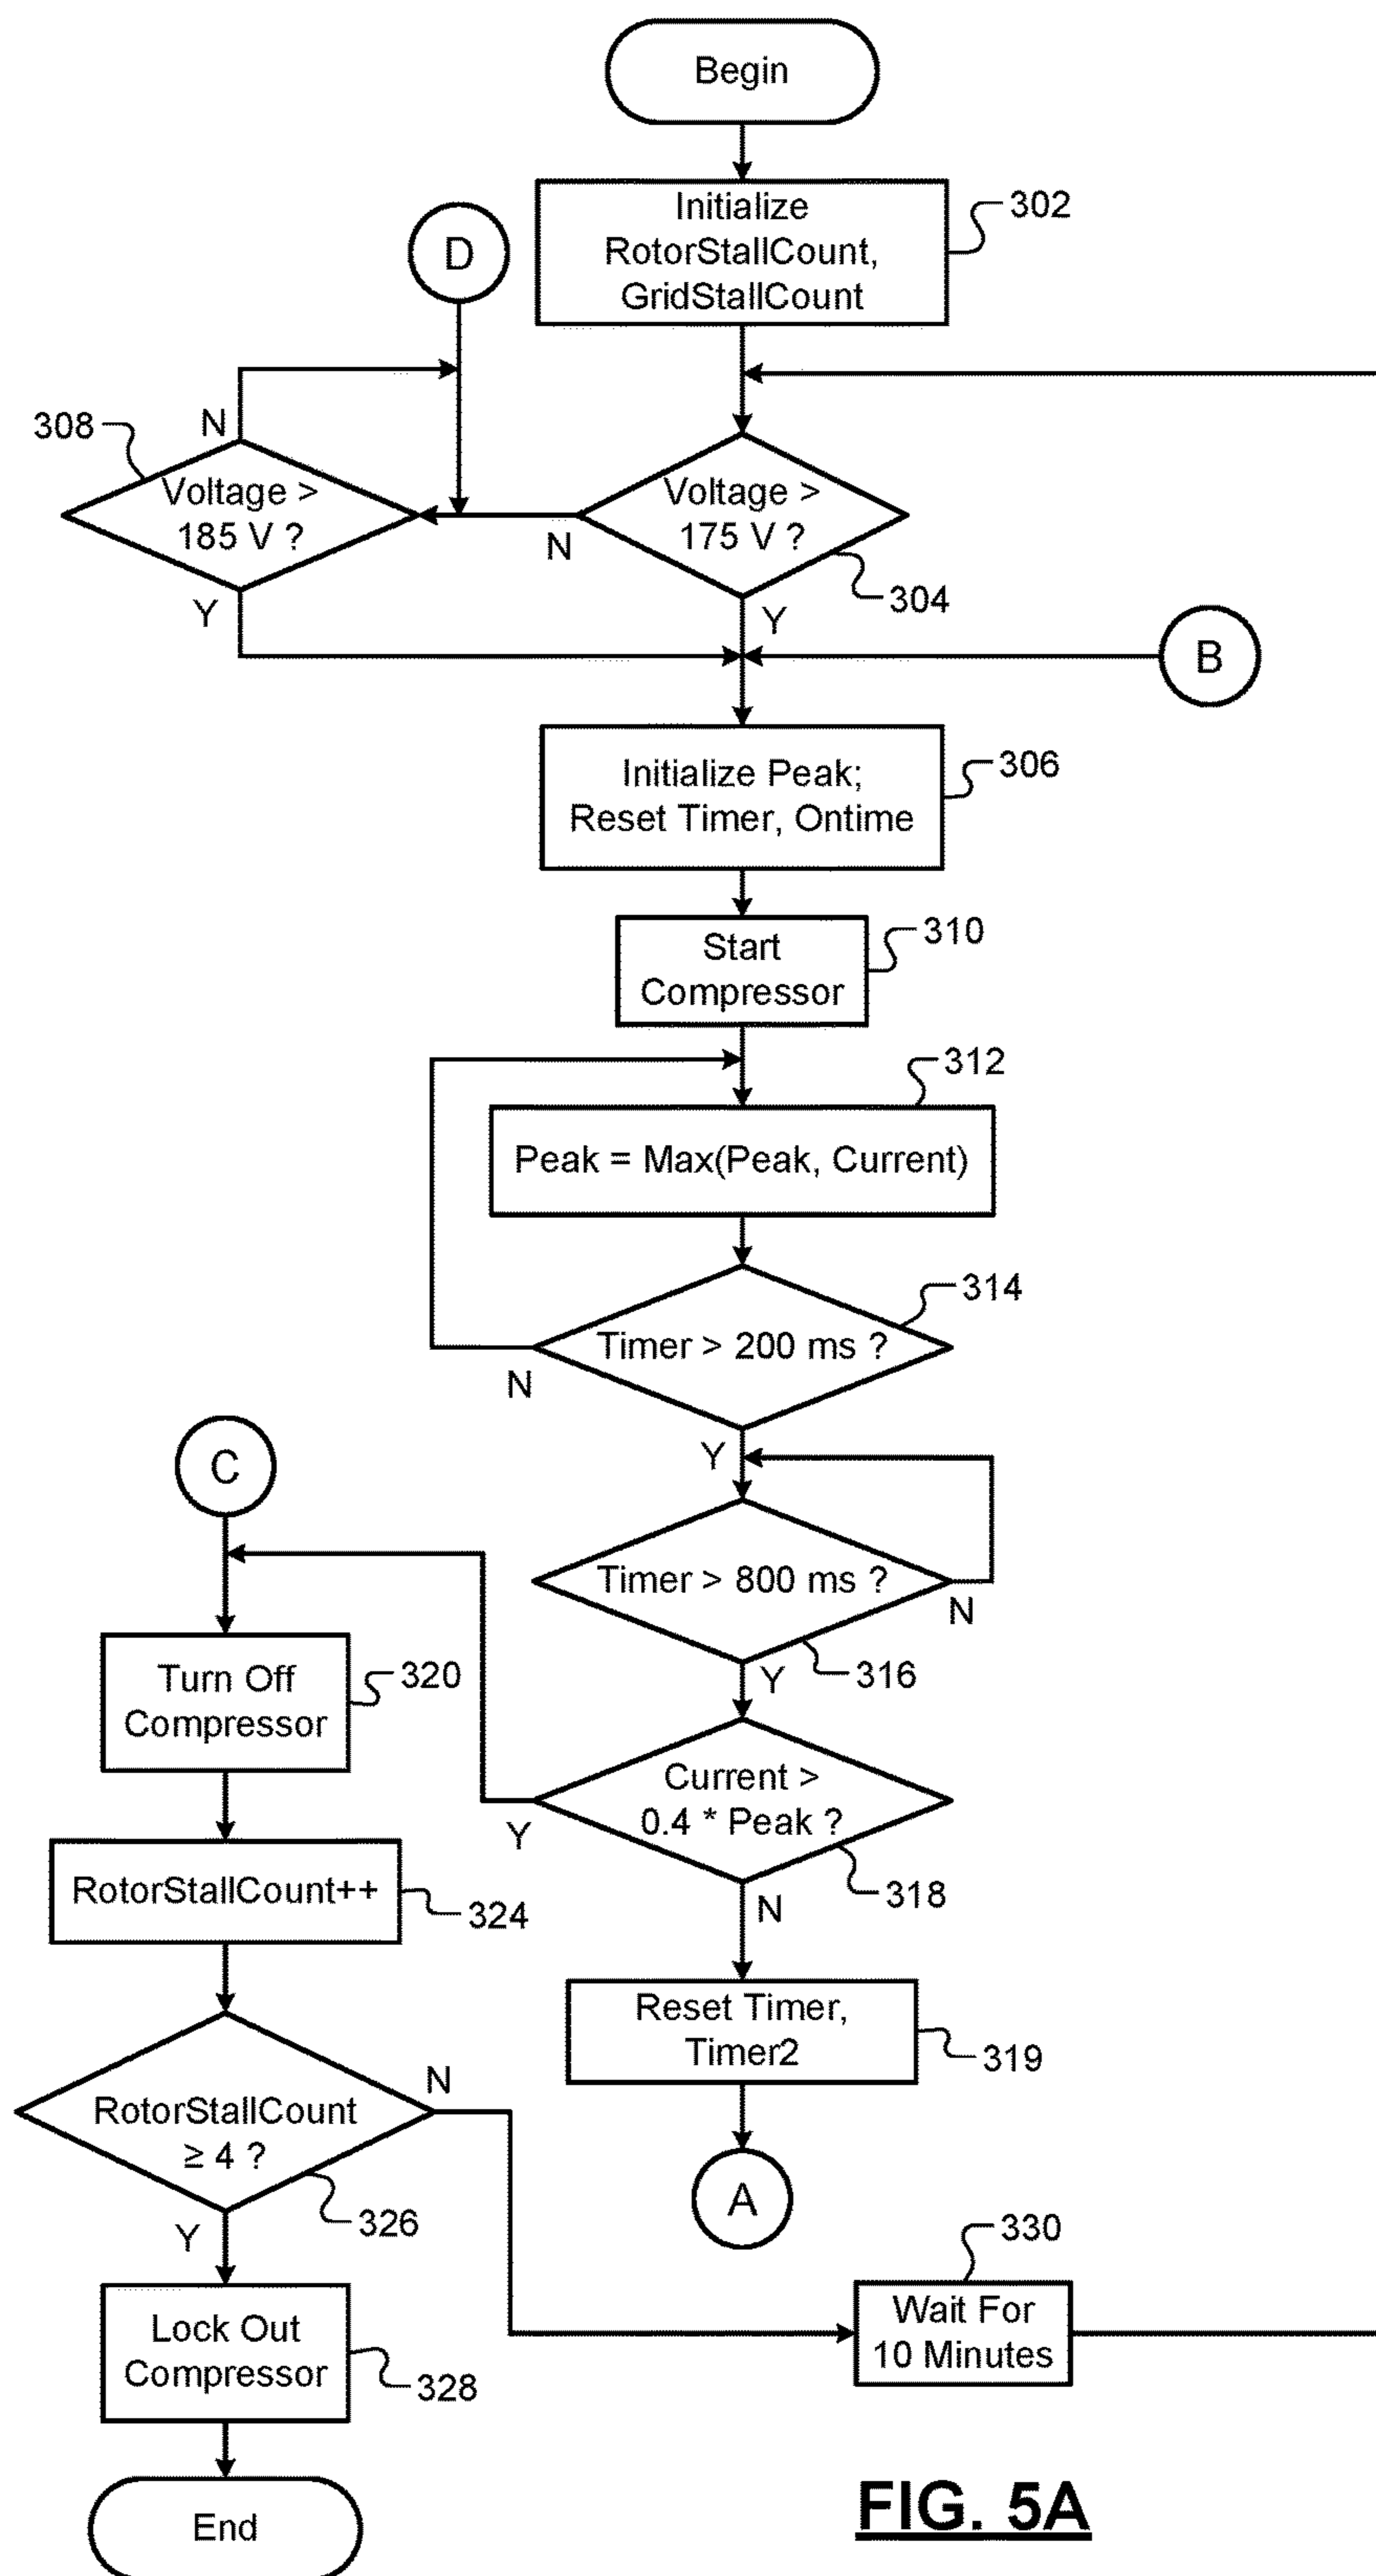 Begin
Initialize
RotorStallCount,
GridStallCount
302
D
308
N
Voltage >
185 V ?
Y
Voltage >
175 V ?
N
304
Y
B
Initialize Peak;
Reset Timer, Ontime
306
Start
Compressor
310
312
Peak = Max(Peak, Current)
314
Timer > 200 ms ?
N
Y
C
Timer > 800 ms ?
N
316
Y
Turn Off
Compressor
320
Current >
0.4 * Peak ?
Y
318
N
RotorStallCount++
324
Reset Timer,
Timer2
319
N
RotorStallCount
≥ 4 ?
326
Y
A
330
Wait For
10 Minutes
Lock Out
Compressor
328
End
FIG. 5A